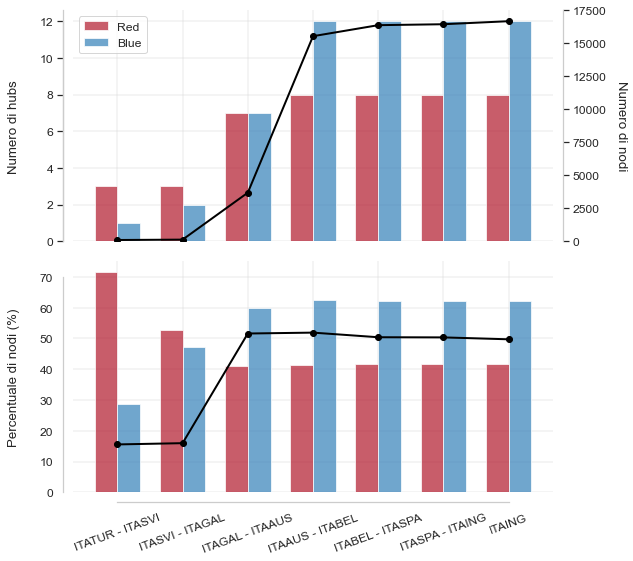 Red
Blue
12
10
8
6
4
2
0
Numero di hubs
17500
15000
12500
10000
7500
5000
2500
0
Numero di nodi
70
60
50
40
30
20
10
0
Percentuale di nodi (%)
ITATUR - ITASVI
ITASVI - ITAGAL
ITAGAL - ITAAUS
ITAAUS - ITABEL
ITABEL - ITASPA
ITASPA - ITAING
ITAING